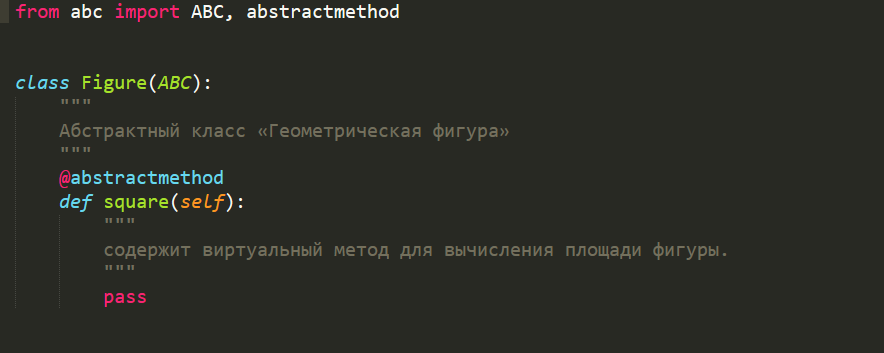 from abc import ABC, abstractmethod
class Figure(ABC):
    """
    Абстрактный класс «Геометрическая фигура»
    """
    @abstractmethod
    def square(self):
        """
        содержит виртуальный метод для вычисления площади фигуры.
        """
        pass